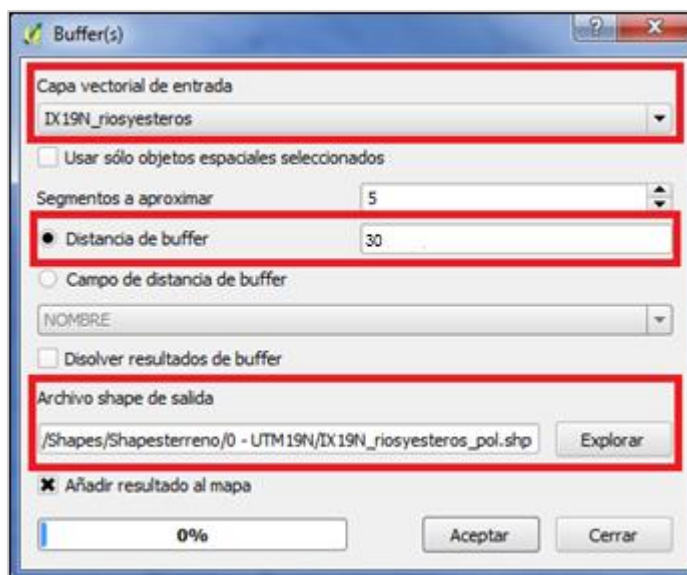 Buffer(s)
Capa vectorial de entrada
IX19N_riosyesteros
Usar sólo objetos espaciales seleccionados
Segmentos a aproximar 5
Distancia de buffer 30
Campo de distancia de buffer
NOMBRE
Disolver resultados de buffer
Archivo shape de salida
/Shapes/Shapesterreno/0 - UTM19N/IX19N_riosyesteros_pol.shp Explorar
Añadir resultado al mapa
0% Aceptar Cerrar